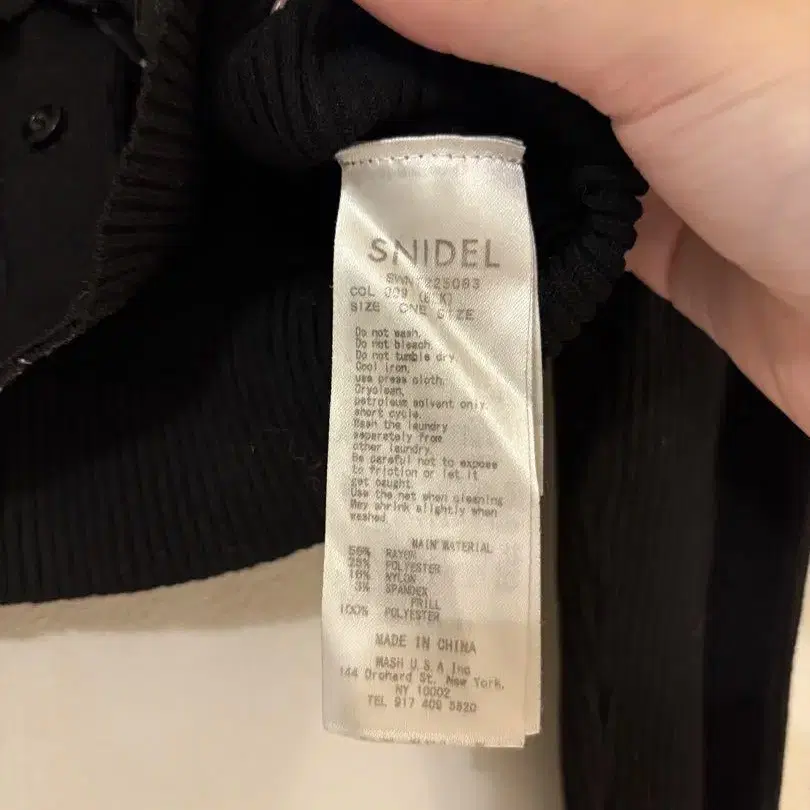 SNIDEL
SWNT225083
COL 009 (BLK)
SIZE ONE SIZE
Do not wash.
Do not bleach.
Do not tumble dry.
Cool iron,
use press cloth.
Dryclean,
petroleum solvent only.
short cycle.
Wash the laundry
separately from
other laundry.
Be careful not to expose
to friction or let it
get caught.
Use the net when cleaning
May shrink slightly when
washed.
MAIN MATERIAL
56% RAYON
25% POLYESTER
16% NYLON
3% SPANDEX
FRILL
100% POLYESTER
MADE IN CHINA
MASH U.S.A Inc
144 Orchard St. New York,
NY 10002
TEL 917 409 5820